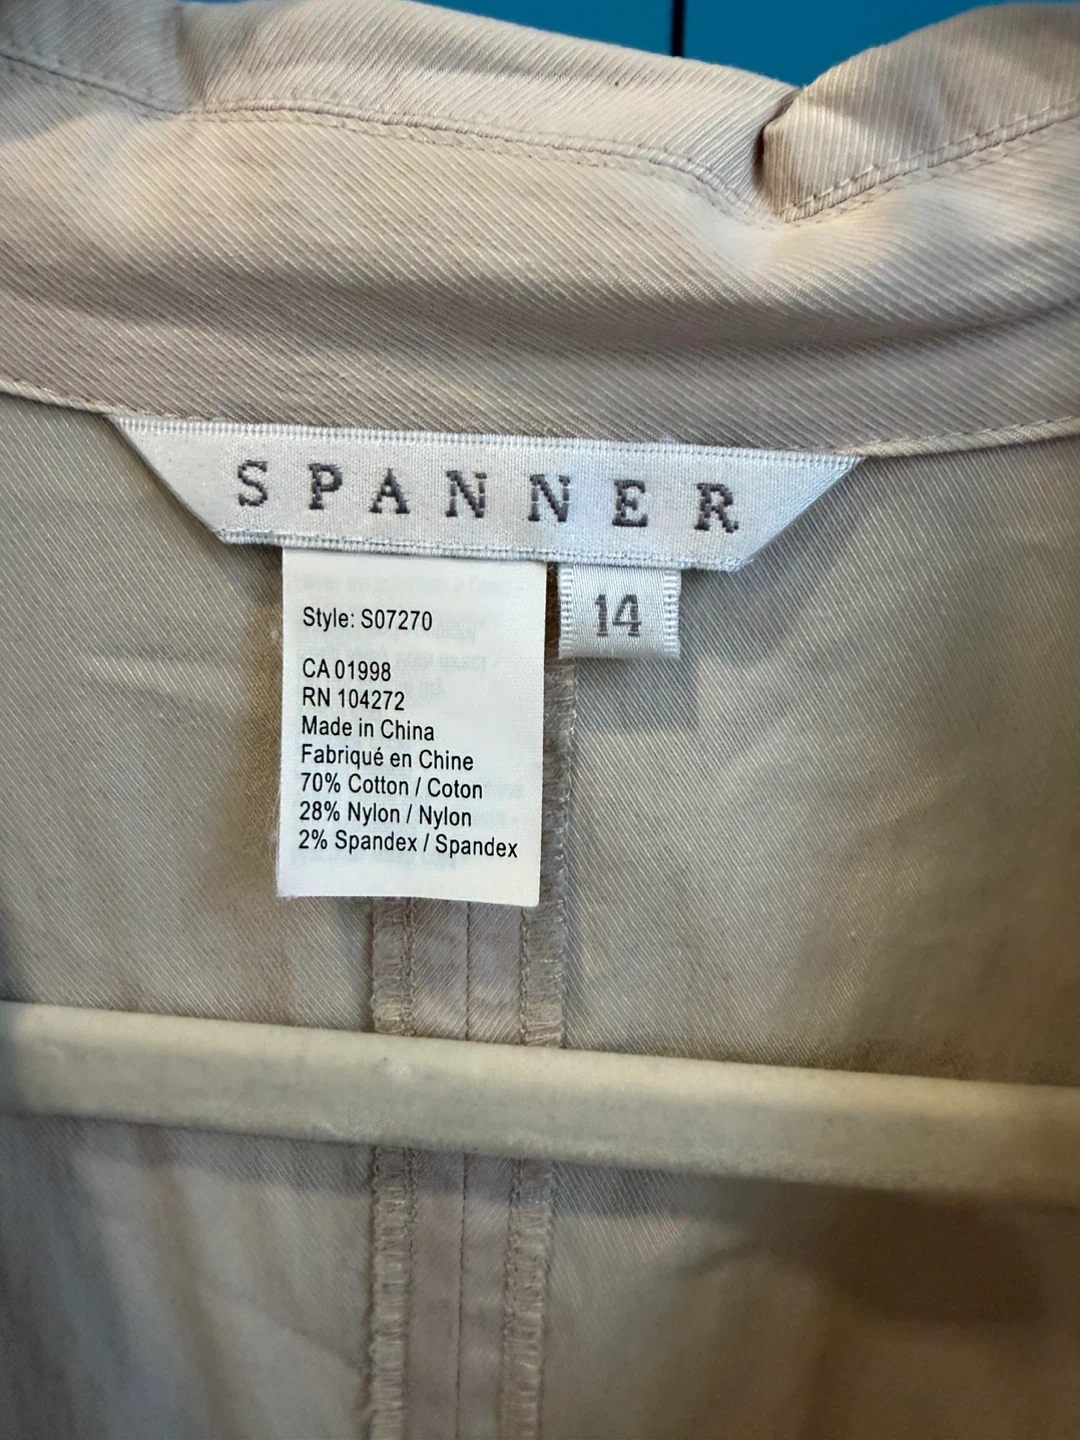 SPANNER
14
Style: S07270
CA 01998
RN 104272
Made in China
Fabriqué en Chine
70% Cotton / Coton
28% Nylon / Nylon
2% Spandex / Spandex